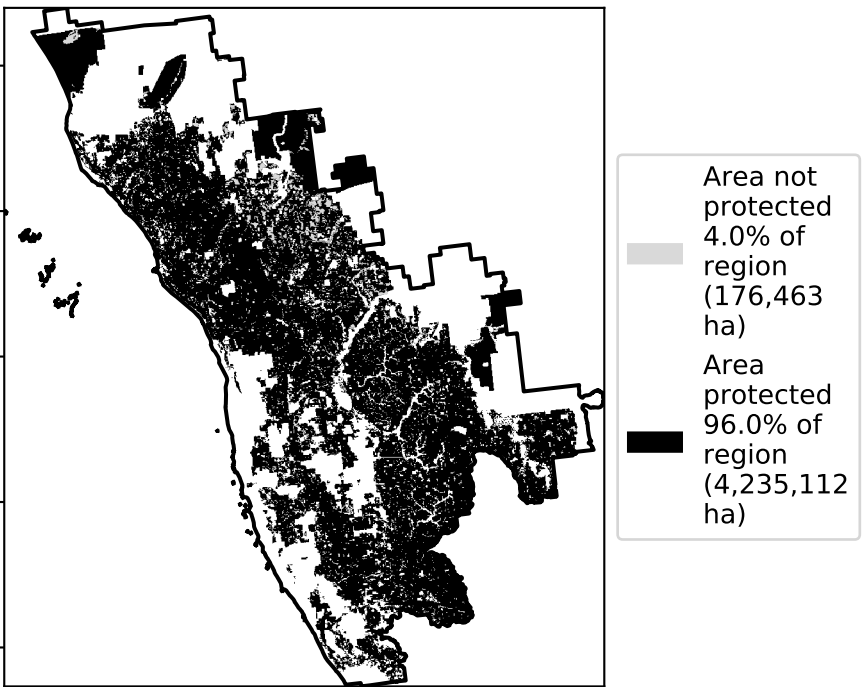 Area not
protected
4.0% of
region
(176,463
ha)
Area
protected
96.0% of
region
(4,235,112
ha)